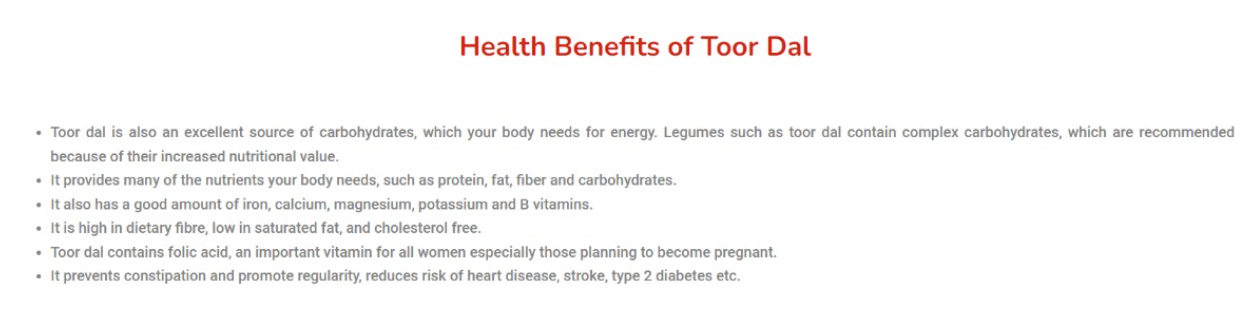 Health Benefits of Toor Dal
• Toor dal is also an excellent source of carbohydrates, which your body needs for energy. Legumes such as toor dal contain complex carbohydrates, which are recommended
because of their increased nutritional value.
• It provides many of the nutrients your body needs, such as protein, fat, fiber and carbohydrates.
• It also has a good amount of iron, calcium, magnesium, potassium and B vitamins.
• It is high in dietary fibre, low in saturated fat, and cholesterol free.
• Toor dal contains folic acid, an important vitamin for all women especially those planning to become pregnant.
• It prevents constipation and promote regularity, reduces risk of heart disease, stroke, type 2 diabetes etc.